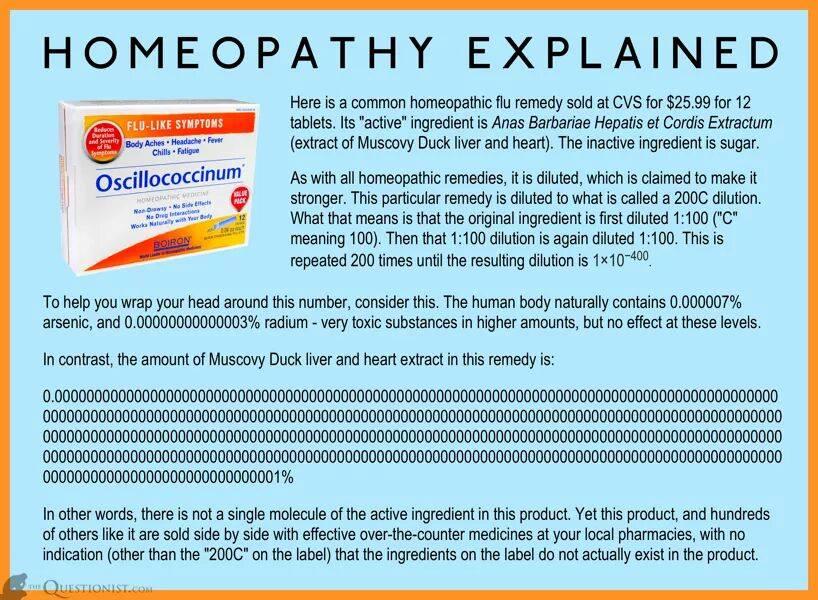 HOMEOPATHY EXPLAINED
Reduces
Duration
and Severity
of Flu
Symptoms
FLU-LIKE SYMPTOMS
Body Aches • Headache • Fever
Chills • Fatigue
Oscillococcinum®
HOMEOPATHIC MEDICINE
Non-Drowsy • No Side Effects
No Drug Interactions
Works Naturally with Your Body
VALUE
PACK
BOIRON®
12
Here is a common homeopathic flu remedy sold at CVS for $25.99 for 12
tablets. Its "active" ingredient is Anas Barbariae Hepatis et Cordis Extractum
(extract of Muscovy Duck liver and heart). The inactive ingredient is sugar.
As with all homeopathic remedies, it is diluted, which is claimed to make it
stronger. This particular remedy is diluted to what is called a 200C dilution.
What that means is that the original ingredient is first diluted 1:100 ("C"
meaning 100). Then that 1:100 dilution is again diluted 1:100. This is
repeated 200 times until the resulting dilution is 1×10⁻⁴⁰⁰.
To help you wrap your head around this number, consider this. The human body naturally contains 0.000007%
arsenic, and 0.00000000000003% radium - very toxic substances in higher amounts, but no effect at these levels.
In contrast, the amount of Muscovy Duck liver and heart extract in this remedy is:
0.0000000000000000000000000000000000000000000000000000000000000000000000000000000000000000000
000000000000000000000000000000000000000000000000000000000000000000000000000000000000000000000
000000000000000000000000000000000000000000000000000000000000000000000000000000000000000000000
000000000000000000000000000000000000000000000000000000000000000000000000000000000000000000000
0000000000000000000000000001%
In other words, there is not a single molecule of the active ingredient in this product. Yet this product, and hundreds
of others like it are sold side by side with effective over-the-counter medicines at your local pharmacies, with no
indication (other than the "200C" on the label) that the ingredients on the label do not actually exist in the product.
THE QUESTIONIST.COM